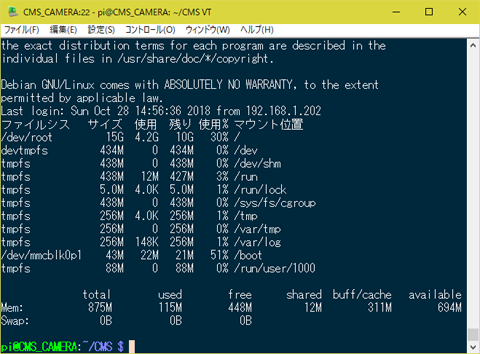 CMS_CAMERA:22 - pi@CMS_CAMERA: ~/CMS VT
ファイル(F) 編集(E) 設定(S) コントロール(O) ウィンドウ(W) ヘルプ(H)
the exact distribution terms for each program are described in the
individual files in /usr/share/doc/*/copyright.
Debian GNU/Linux comes with ABSOLUTELY NO WARRANTY, to the extent
permitted by applicable law.
Last login: Sun Oct 28 14:56:36 2018 from 192.168.1.202
ファイルシス サイズ 使用 残り 使用% マウント位置
/dev/root 15G 4.2G 10G 30% /
devtmpfs 434M 0 434M 0% /dev
tmpfs 438M 0 438M 0% /dev/shm
tmpfs 438M 12M 427M 3% /run
tmpfs 5.0M 4.0K 5.0M 1% /run/lock
tmpfs 438M 0 438M 0% /sys/fs/cgroup
tmpfs 256M 4.0K 256M 1% /tmp
tmpfs 256M 0 256M 0% /var/tmp
tmpfs 256M 148K 256M 1% /var/log
/dev/mmcblk0p1 43M 22M 21M 51% /boot
tmpfs 88M 0 88M 0% /run/user/1000
total used free shared buff/cache available
Mem: 875M 115M 448M 12M 311M 694M
Swap: 0B 0B 0B
pi@CMS_CAMERA:~/CMS $